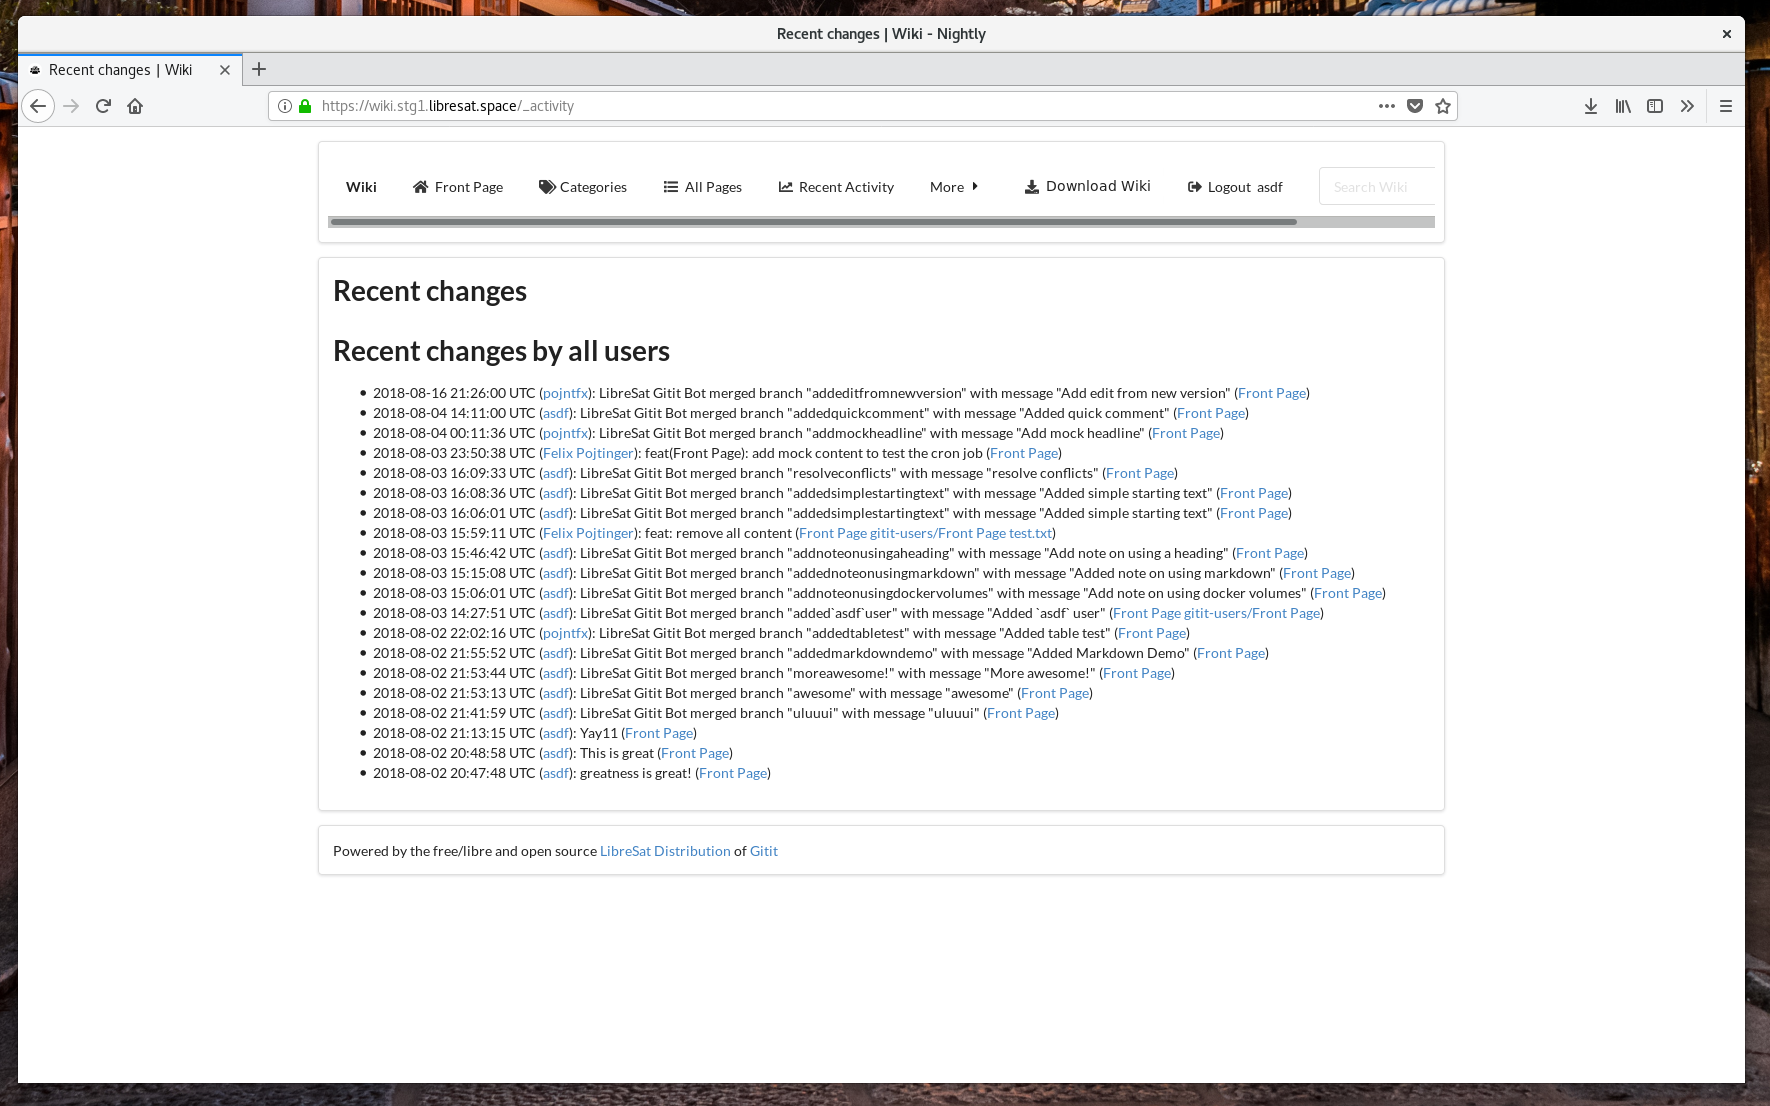 Recent changes | Wiki - Nightly
Recent changes | Wiki
https://wiki.stg1.libresat.space/_activity
Wiki Front Page Categories All Pages Recent Activity More Download Wiki Logout asdf Search Wiki
Recent changes
Recent changes by all users
• 2018-08-16 21:26:00 UTC (pojntfx): LibreSat Gitit Bot merged branch "addeditfromnewversion" with message "Add edit from new version" (Front Page)
• 2018-08-04 14:11:00 UTC (asdf): LibreSat Gitit Bot merged branch "addedquickcomment" with message "Added quick comment" (Front Page)
• 2018-08-04 00:11:36 UTC (pojntfx): LibreSat Gitit Bot merged branch "addmockheadline" with message "Add mock headline" (Front Page)
• 2018-08-03 23:50:38 UTC (Felix Pojtinger): feat(Front Page): add mock content to test the cron job (Front Page)
• 2018-08-03 16:09:33 UTC (asdf): LibreSat Gitit Bot merged branch "resolveconflicts" with message "resolve conflicts" (Front Page)
• 2018-08-03 16:08:36 UTC (asdf): LibreSat Gitit Bot merged branch "addedsimplestartingtext" with message "Added simple starting text" (Front Page)
• 2018-08-03 16:06:01 UTC (asdf): LibreSat Gitit Bot merged branch "addedsimplestartingtext" with message "Added simple starting text" (Front Page)
• 2018-08-03 15:59:11 UTC (Felix Pojtinger): feat: remove all content (Front Page gitit-users/Front Page test.txt)
• 2018-08-03 15:46:42 UTC (asdf): LibreSat Gitit Bot merged branch "addnoteonusingaheading" with message "Add note on using a heading" (Front Page)
• 2018-08-03 15:15:08 UTC (asdf): LibreSat Gitit Bot merged branch "addednoteonusingmarkdown" with message "Added note on using markdown" (Front Page)
• 2018-08-03 15:06:01 UTC (asdf): LibreSat Gitit Bot merged branch "addnoteonusingdockervolumes" with message "Add note on using docker volumes" (Front Page)
• 2018-08-03 14:27:51 UTC (asdf): LibreSat Gitit Bot merged branch "added`asdf`user" with message "Added `asdf` user" (Front Page gitit-users/Front Page)
• 2018-08-02 22:02:16 UTC (pojntfx): LibreSat Gitit Bot merged branch "addedtabletest" with message "Added table test" (Front Page)
• 2018-08-02 21:55:52 UTC (asdf): LibreSat Gitit Bot merged branch "addedmarkdowndemo" with message "Added Markdown Demo" (Front Page)
• 2018-08-02 21:53:44 UTC (asdf): LibreSat Gitit Bot merged branch "moreawesome!" with message "More awesome!" (Front Page)
• 2018-08-02 21:53:13 UTC (asdf): LibreSat Gitit Bot merged branch "awesome" with message "awesome" (Front Page)
• 2018-08-02 21:41:59 UTC (asdf): LibreSat Gitit Bot merged branch "uluuui" with message "uluuui" (Front Page)
• 2018-08-02 21:13:15 UTC (asdf): Yay11 (Front Page)
• 2018-08-02 20:48:58 UTC (asdf): This is great (Front Page)
• 2018-08-02 20:47:48 UTC (asdf): greatness is great! (Front Page)
Powered by the free/libre and open source LibreSat Distribution of Gitit